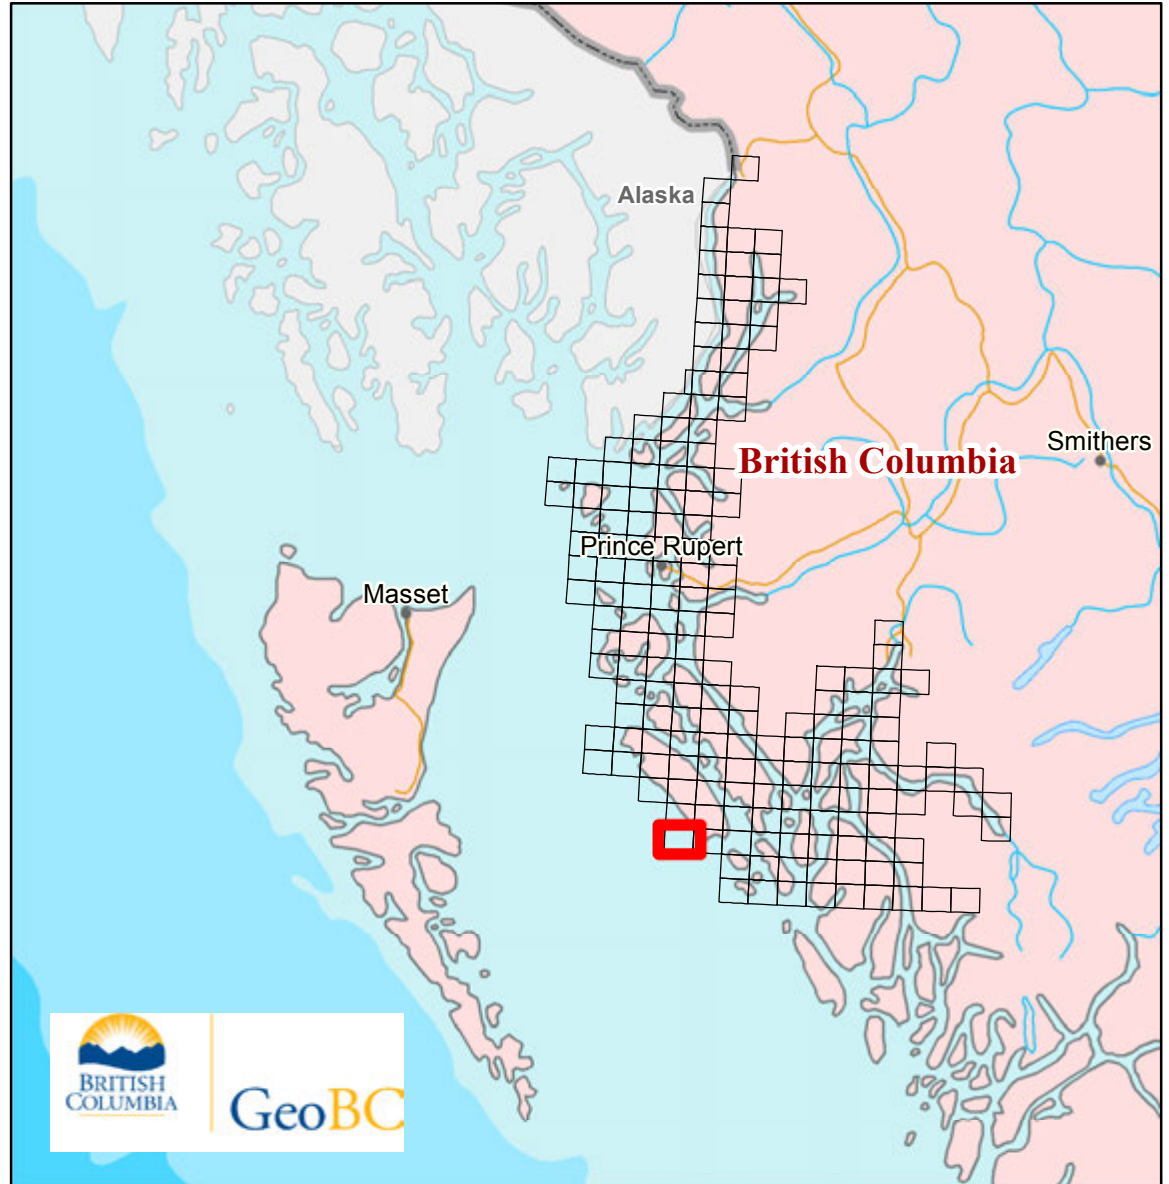 Alaska
British Columbia
Smithers
Prince Rupert
Masset
BRITISH
COLUMBIA
GeoBC